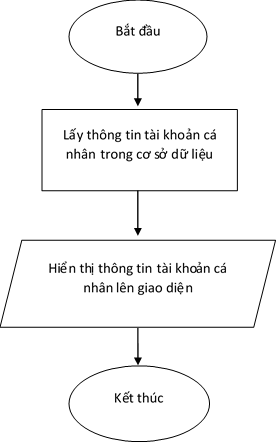 Bắt đầu
Lấy thông tin tài khoản cá
nhân trong cơ sở dữ liệu
Hiển thị thông tin tài khoản cá
nhân lên giao diện
Kết thúc